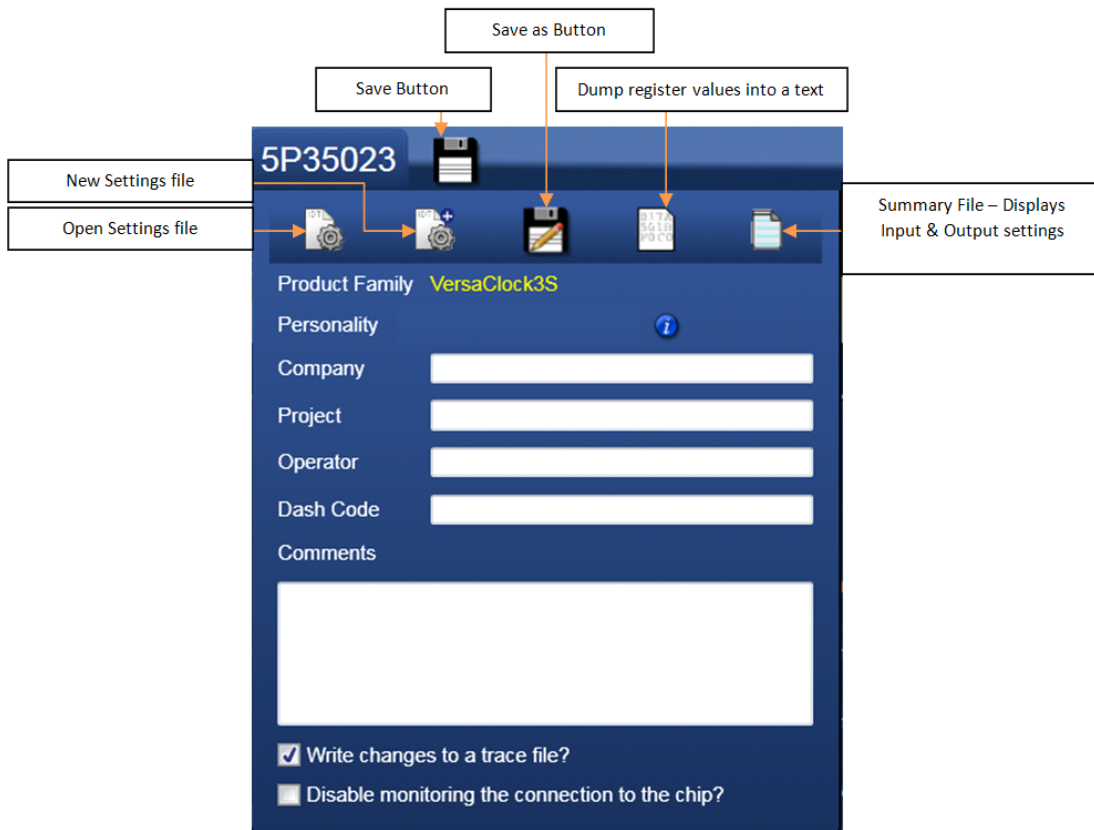 Save as Button
Save Button
Dump register values into a text
5P35023
New Settings file
Open Settings file
Summary File – Displays
Input & Output settings
IDT
IDT
Product Family VersaClock3S
Personality
i
Company
Project
Operator
Dash Code
Comments
Write changes to a trace file?
Disable monitoring the connection to the chip?